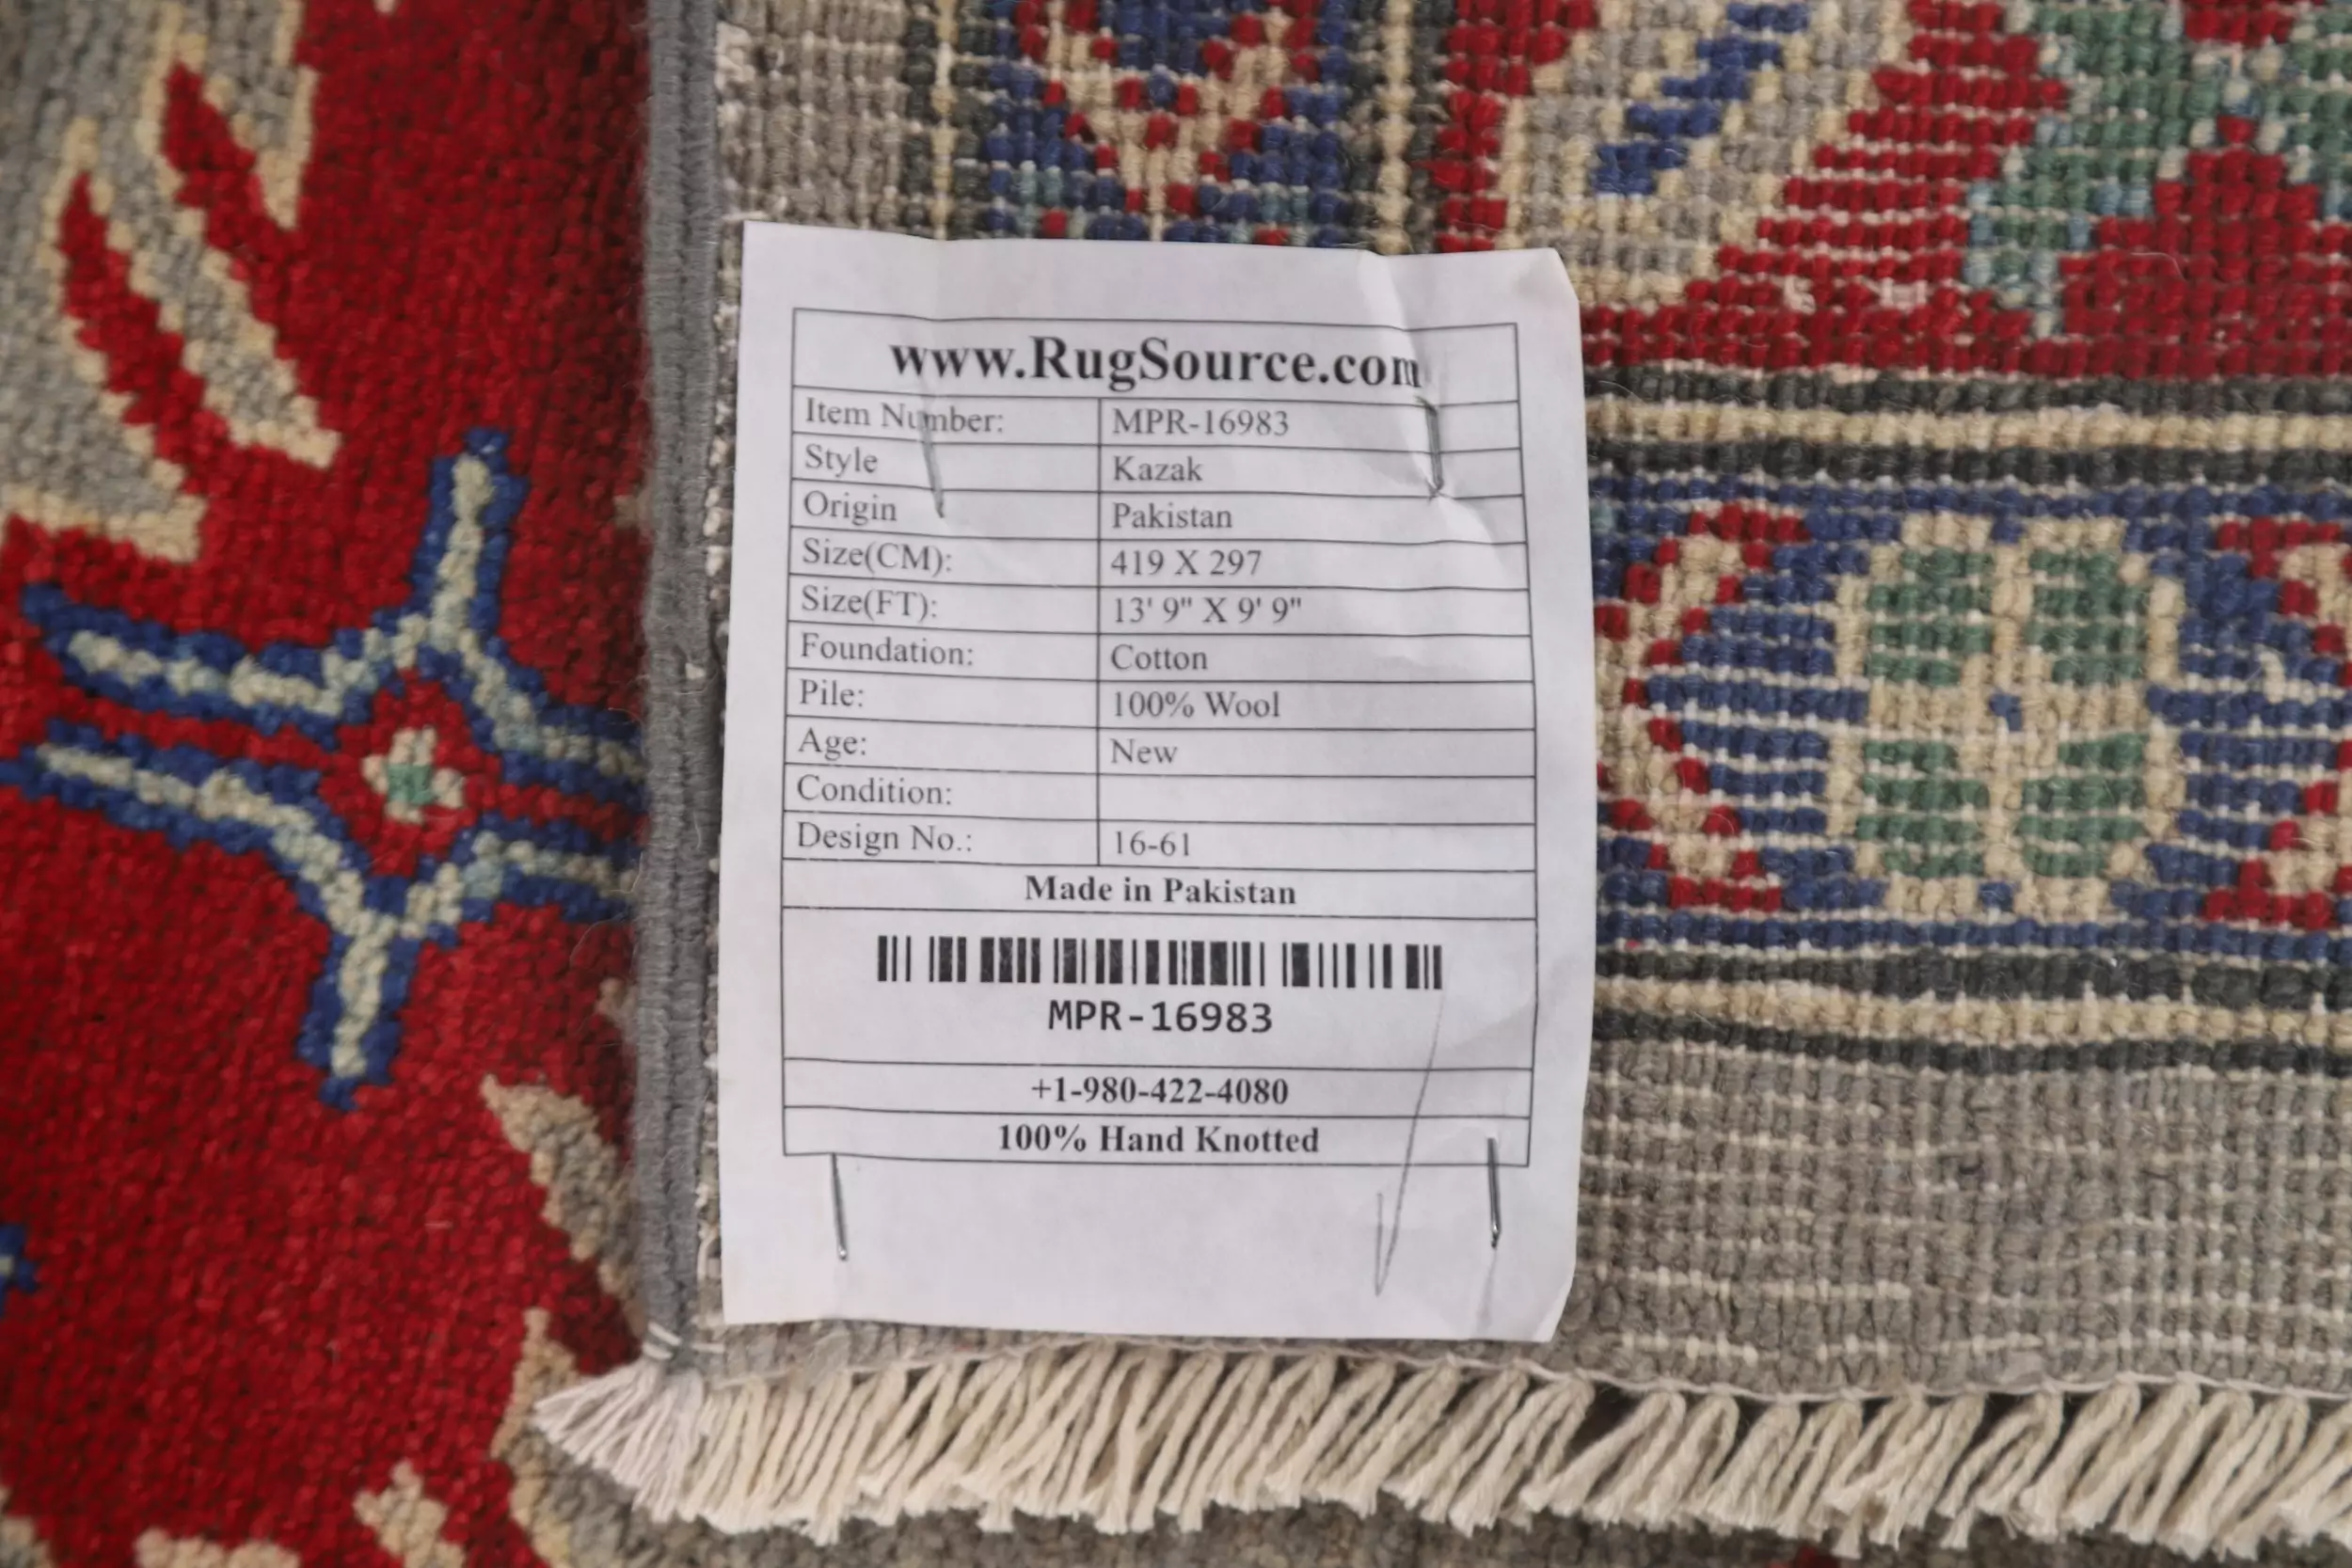 www.RugSource.com
Item Number: MPR-16983
Style Kazak
Origin Pakistan
Size(CM): 419 X 297
Size(FT): 13' 9" X 9' 9"
Foundation: Cotton
Pile: 100% Wool
Age: New
Condition:
Design No.: 16-61
Made in Pakistan
MPR-16983
+1-980-422-4080
100% Hand Knotted